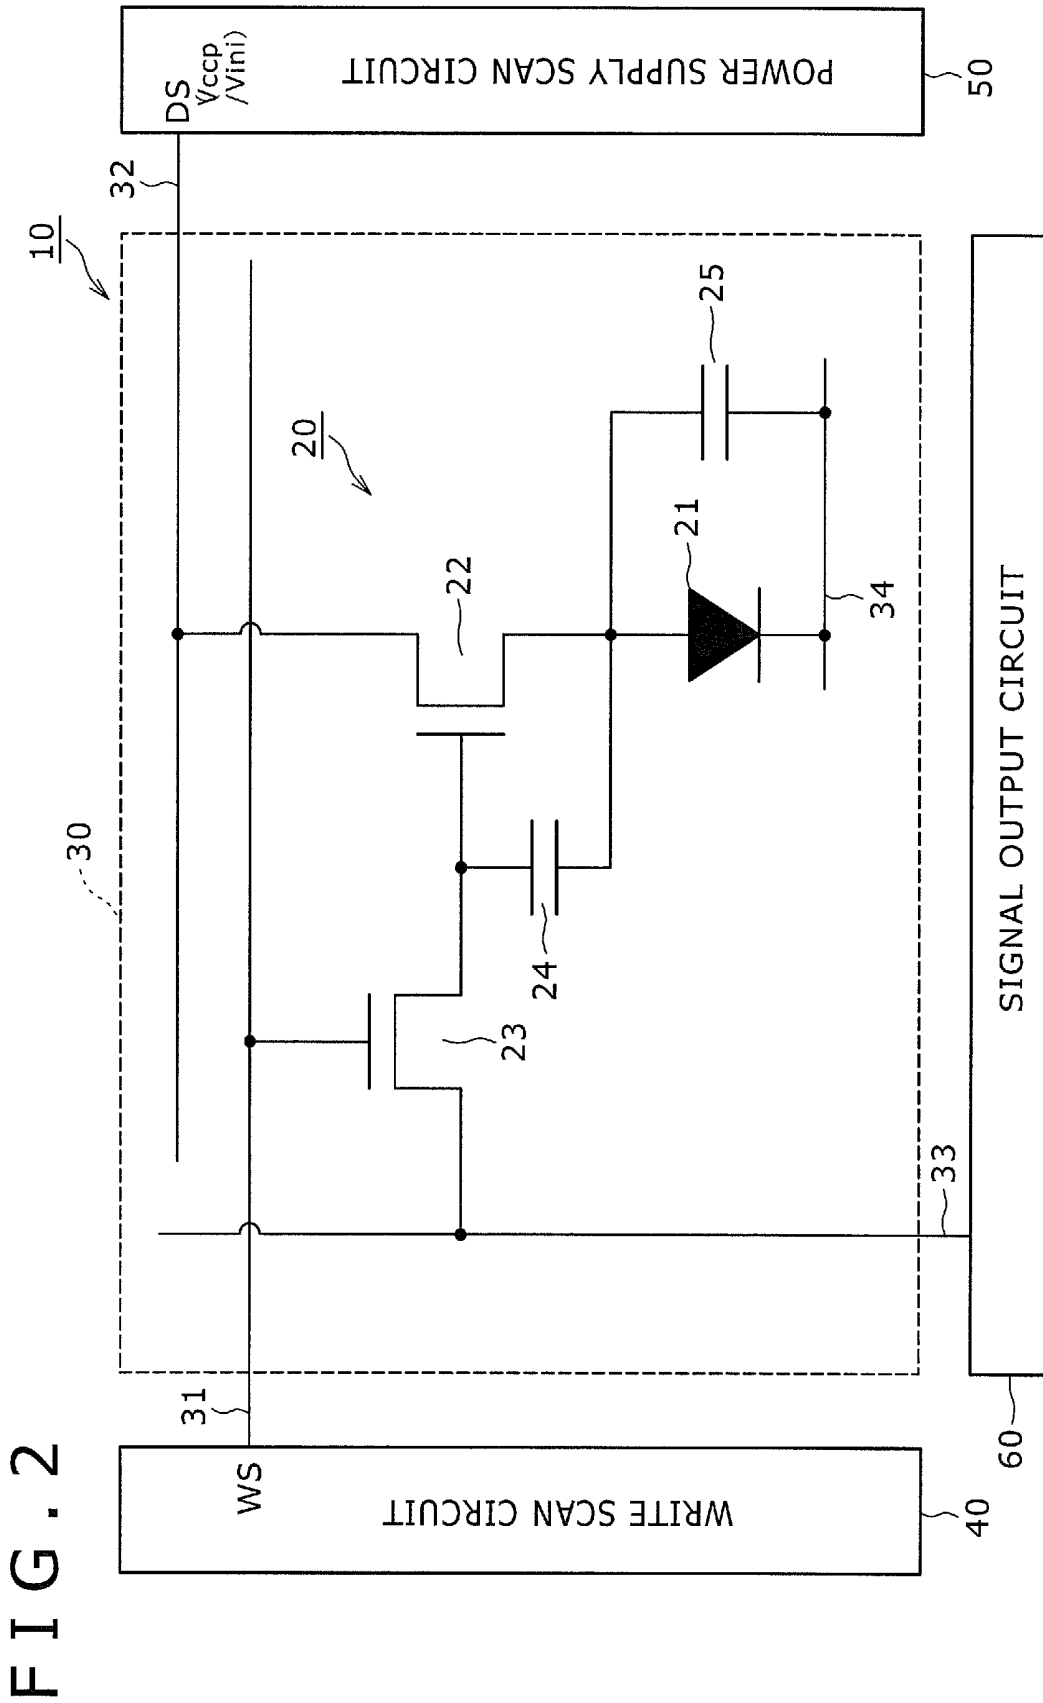 FIG.2
10
30
32
DS
(Vccp
/Vini)
31
WS
20
22
23
24
21
25
34
33
WRITE SCAN CIRCUIT
40
POWER SUPPLY SCAN CIRCUIT
50
SIGNAL OUTPUT CIRCUIT
60